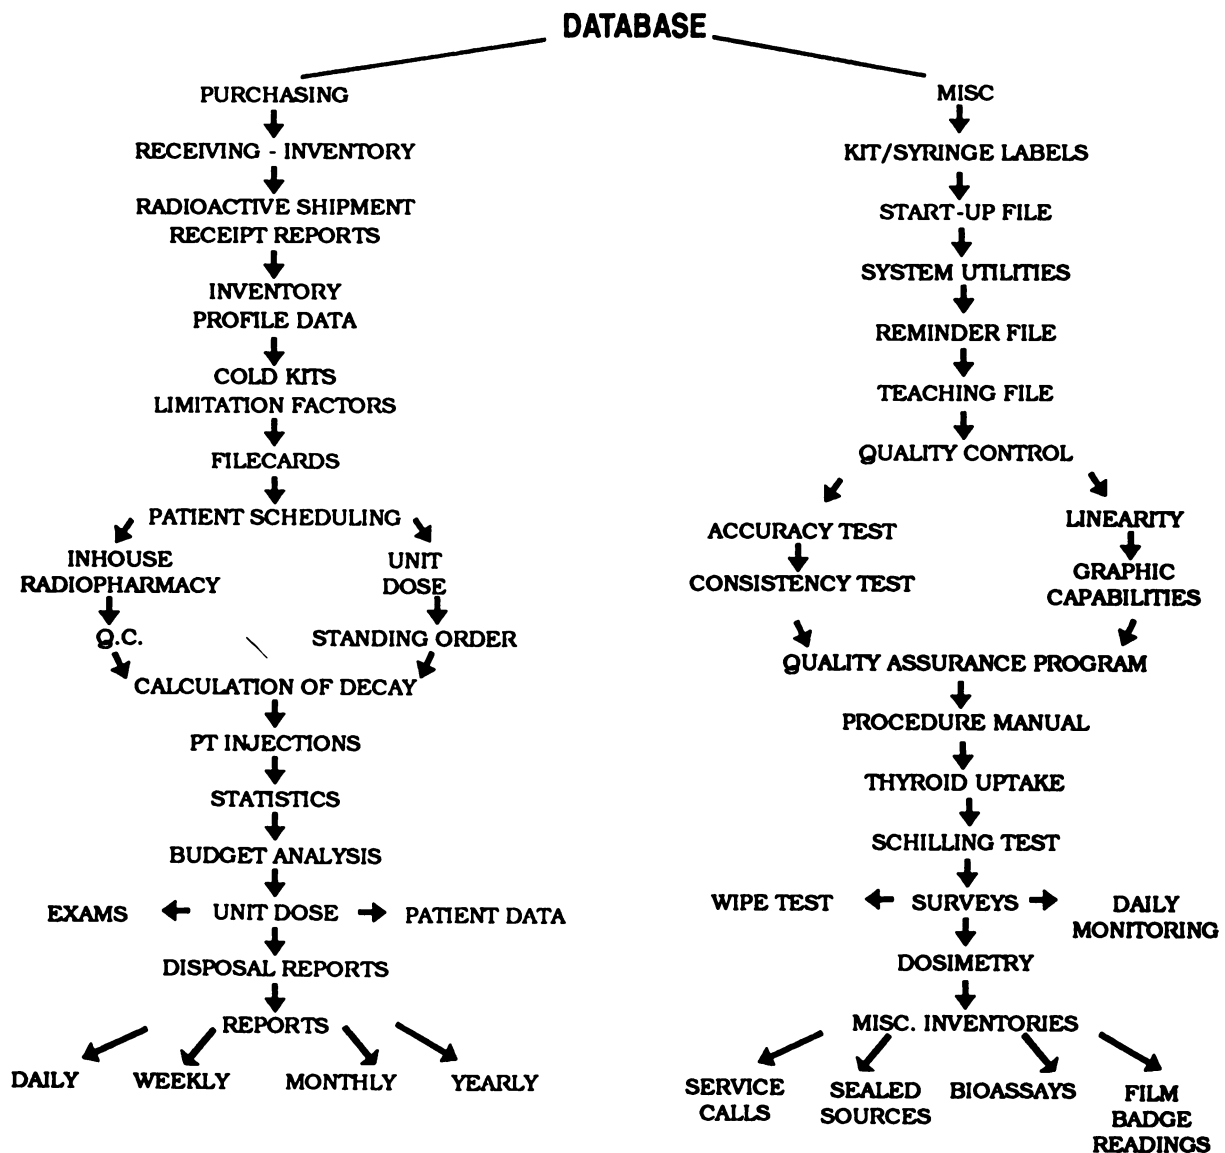 DATABASE
PURCHASING
RECEIVING - INVENTORY
RADIOACTIVE SHIPMENT
RECEIPT REPORTS
INVENTORY
PROFILE DATA
COLD KITS
LIMITATION FACTORS
FILECARDS
PATIENT SCHEDULING
INHOUSE
RADIOPHARMACY
UNIT
DOSE
Q.C.
STANDING ORDER
CALCULATION OF DECAY
PT INJECTIONS
STATISTICS
BUDGET ANALYSIS
EXAMS
UNIT DOSE
PATIENT DATA
DISPOSAL REPORTS
REPORTS
DAILY
WEEKLY
MONTHLY
YEARLY
MISC
KIT/SYRINGE LABELS
START-UP FILE
SYSTEM UTILITIES
REMINDER FILE
TEACHING FILE
QUALITY CONTROL
ACCURACY TEST
CONSISTENCY TEST
LINEARITY
GRAPHIC
CAPABILITIES
QUALITY ASSURANCE PROGRAM
PROCEDURE MANUAL
THYROID UPTAKE
SCHILLING TEST
WIPE TEST
SURVEYS
DAILY
MONITORING
DOSIMETRY
MISC. INVENTORIES
SERVICE
CALLS
SEALED
SOURCES
BIOASSAYS
FILM
BADGE
READINGS